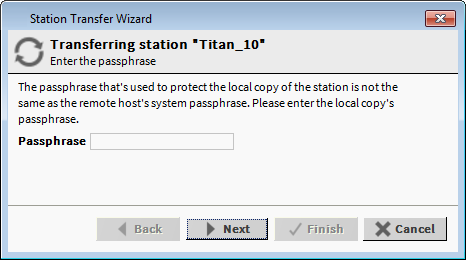 Station Transfer Wizard
Transferring station "Titan_10"
Enter the passphrase
The passphrase that's used to protect the local copy of the station is not the
same as the remote host's system passphrase. Please enter the local copy's
passphrase.
Passphrase
Back Next Finish Cancel